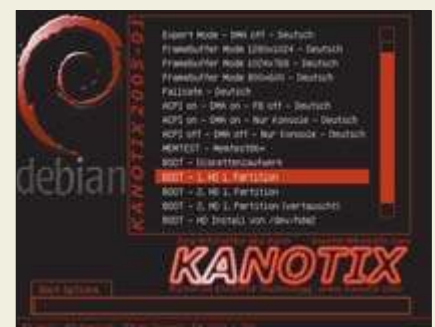 Expert Mode - DMA off - Deutsch
Framebuffer Mode 1280x1024 - Deutsch
Framebuffer Mode 1024x768 - Deutsch
Framebuffer Mode 800x600 - Deutsch
Failsafe - Deutsch
ACPI on - DMA on - FB off - Deutsch
ACPI on - DMA on - Nur Konsole - Deutsch
ACPI off - DMA off - Nur Konsole - Deutsch
MEMTEST - Memtest86+
BOOT - Diskettenlaufwerk
BOOT - 1. HD 1. Partition
BOOT - 2. HD 1. Partition
BOOT - 2. HD 1. Partition (vertauscht)
BOOT - HD Install von /dev/hda2
KANOTIX 2005-03
debian
KANOTIX
Boot Options